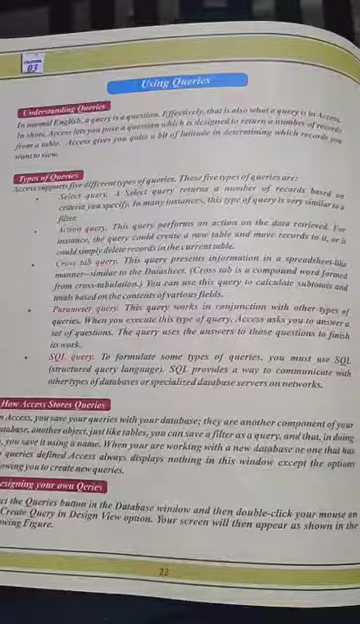 CHAPTER
03
Using Queries
Understanding Queries
In normal English, a query is a question. Effectively, that is also what a query is in Access.
In short, Access lets you pose a question which is designed to return a number of records
from a table. Access gives you quite a bit of latitude in determining which records you
want to view.
Types of Queries
Access supports five different types of queries. These five types of queries are:
• Select query. A Select query returns a number of records based on
criteria you specify. In many instances, this type of query is very similar to a
filter.
• Action query. This query performs an action on the data retrieved. For
instance, the query could create a new table and move records to it, or it
could simply delete records in the current table.
• Cross tab query. This query presents information in a spreadsheet-like
manner--similar to the Datasheet. (Cross tab is a compound word formed
from cross-tabulation.) You can use this query to calculate subtotals and
totals based on the contents of various fields.
• Parameter query. This query works in conjunction with other types of
queries. When you execute this type of query, Access asks you to answer a
set of questions. The query uses the answers to those questions to finish
its work.
• SQL query. To formulate some types of queries, you must use SQL
(structured query language). SQL provides a way to communicate with
other types of databases or specialized database servers on networks.
How Access Stores Queries
n Access, you save your queries with your database; they are another component of your
atabase, another object, just like tables, you can save a filter as a query, and that, in doing
, you save it using a name. When your are working with a new database or one that has
queries defined Access always displays nothing in this window except the options
owing you to create new queries.
esigning your own Qeries
ect the Queries button in the Database window and then double-click your mouse on
Create Query in Design View option. Your screen will then appear as shown in the
owing Figure.
22